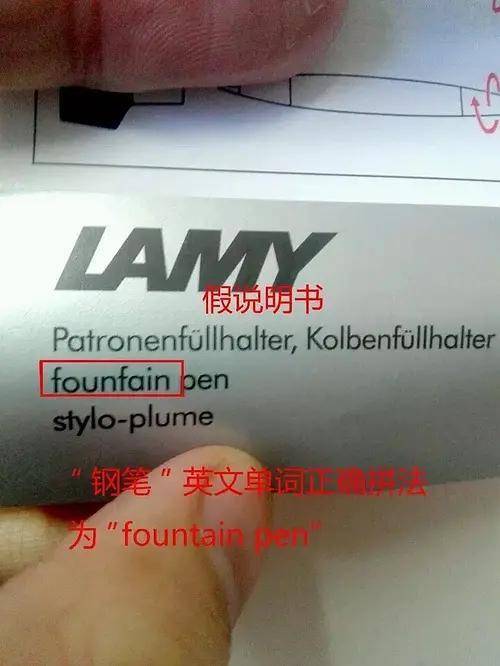 LAMY
假说明书
Patronenfüllhalter, Kolbenfüllhalter
founfain pen
stylo-plume
“钢笔”英文单词正确拼法
为“fountain pen”